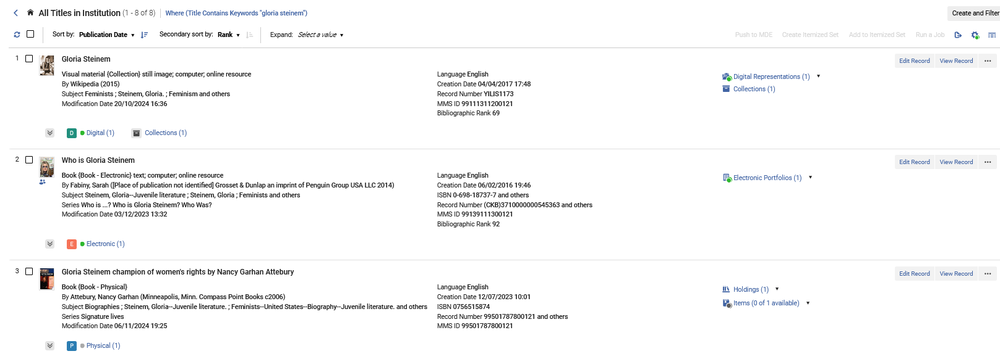 All Titles in Institution (1 - 8 of 8) Where (Title Contains Keywords "gloria steinem") Create and Filter
Sort by: Publication Date Secondary sort by: Rank Expand: Select a value Push to MDE Create Itemized Set Add to Itemized Set Run a Job
1 Gloria Steinem Edit Record View Record ...
Visual material {Collection} still image; computer; online resource Language English Digital Representations (1)
By Wikipedia (2015) Creation Date 04/04/2017 17:48 Collections (1)
Subject Feminists ; Steinem, Gloria. ; Feminism and others Record Number YILIS1173
Modification Date 20/10/2024 16:36 MMS ID 99111311200121
Bibliographic Rank 69
D Digital (1) Collections (1)
2 Who is Gloria Steinem Edit Record View Record ...
Book {Book - Electronic} text; computer; online resource Language English Electronic Portfolios (1)
By Fabiny, Sarah ([Place of publication not identified] Grosset & Dunlap an imprint of Penguin Group USA LLC 2014) Creation Date 06/02/2016 19:46
Subject Steinem, Gloria--Juvenile literature ; Steinem, Gloria ; Feminists and others ISBN 0-698-18737-7 and others
Series Who is ...? Who is Gloria Steinem? Who Was? Record Number (CKB)3710000000545363 and others
Modification Date 03/12/2023 13:32 MMS ID 99139111300121
Bibliographic Rank 92
E Electronic (1)
3 Gloria Steinem champion of women's rights by Nancy Garhan Attebury Edit Record View Record ...
STEINEM
Book {Book - Physical} Language English Holdings (1)
By Attebury, Nancy Garhan (Minneapolis, Minn. Compass Point Books c2006) Creation Date 12/07/2023 10:01
Subject Biographies ; Steinem, Gloria--Juvenile literature. ; Feminists--United States--Biography--Juvenile literature. and others ISBN 0756515874 Items (0 of 1 available)
Series Signature lives Record Number 99501787800121 and others
Modification Date 06/11/2024 19:25 MMS ID 99501787800121
P Physical (1)